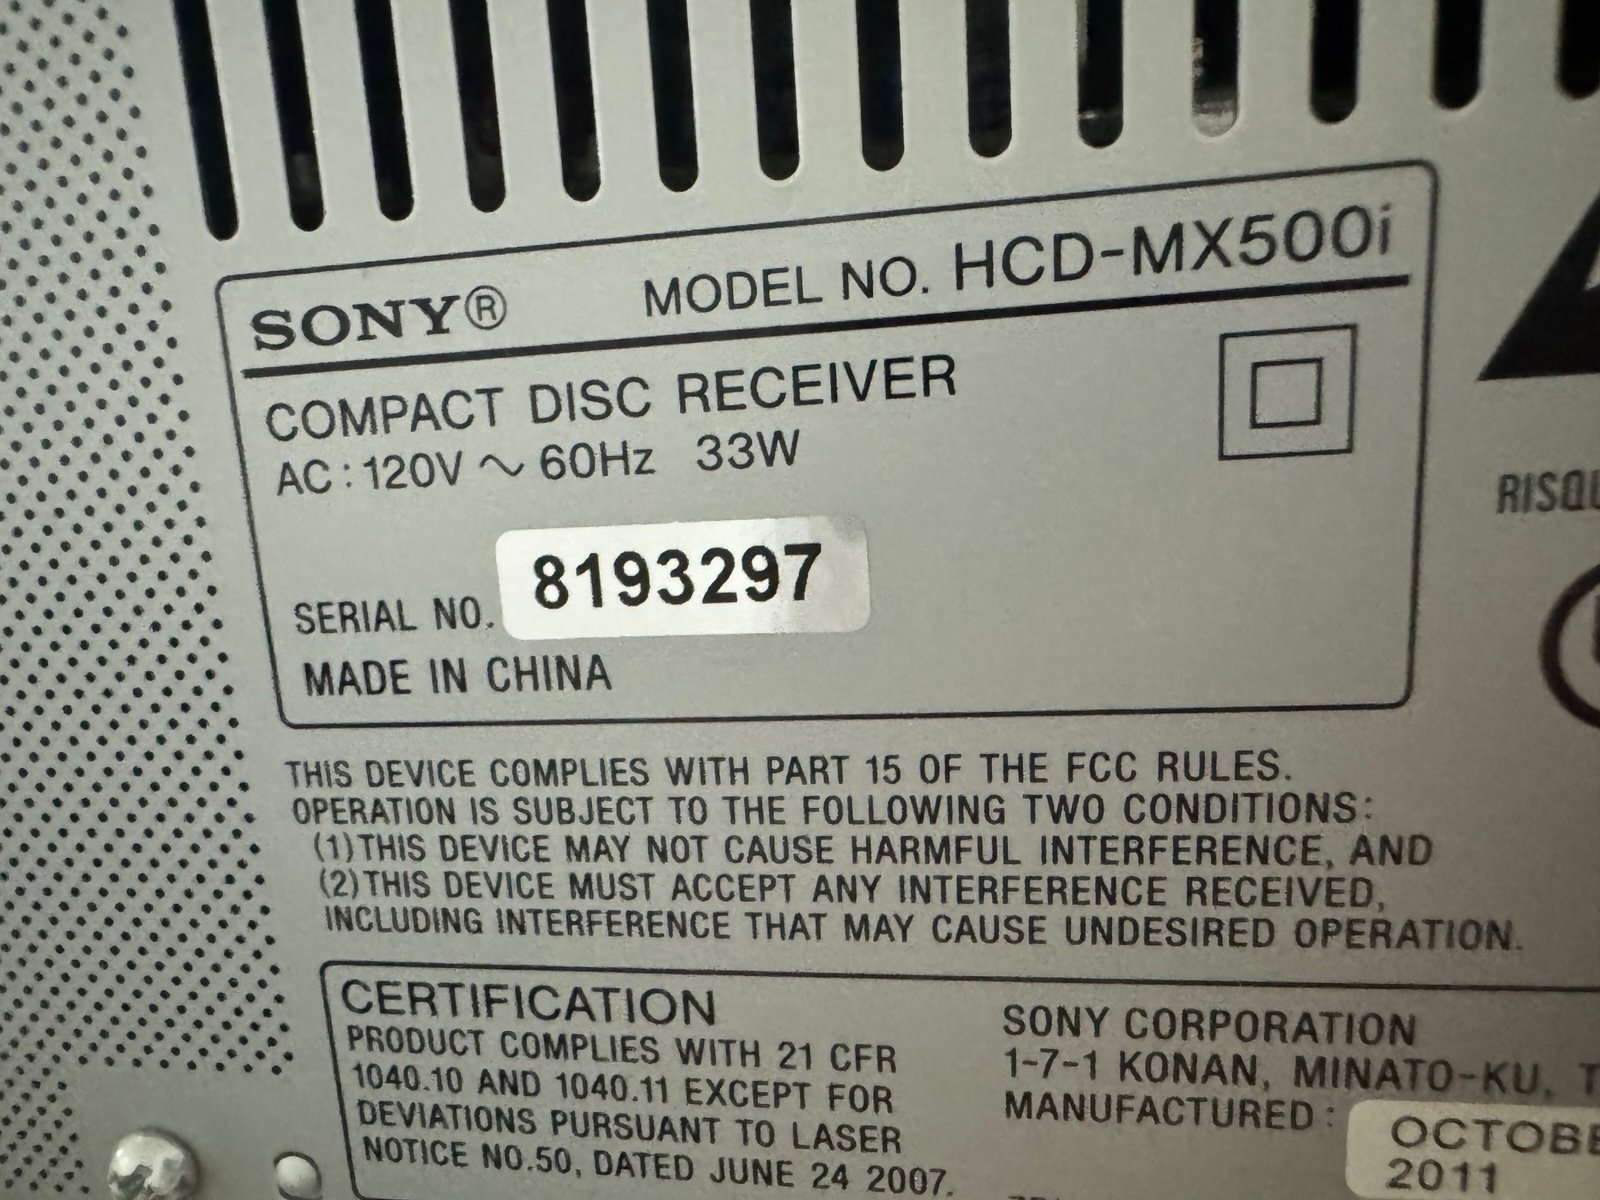 SONY® MODEL NO. HCD-MX500i
COMPACT DISC RECEIVER
AC : 120V ~ 60Hz 33W
SERIAL NO. 8193297
MADE IN CHINA
RISQU
THIS DEVICE COMPLIES WITH PART 15 OF THE FCC RULES.
OPERATION IS SUBJECT TO THE FOLLOWING TWO CONDITIONS:
(1)THIS DEVICE MAY NOT CAUSE HARMFUL INTERFERENCE, AND
(2)THIS DEVICE MUST ACCEPT ANY INTERFERENCE RECEIVED,
INCLUDING INTERFERENCE THAT MAY CAUSE UNDESIRED OPERATION.
CERTIFICATION
PRODUCT COMPLIES WITH 21 CFR
1040.10 AND 1040.11 EXCEPT FOR
DEVIATIONS PURSUANT TO LASER
NOTICE NO.50, DATED JUNE 24 2007.
SONY CORPORATION
1-7-1 KONAN, MINATO-KU, T
MANUFACTURED :
OCTOBE
2011